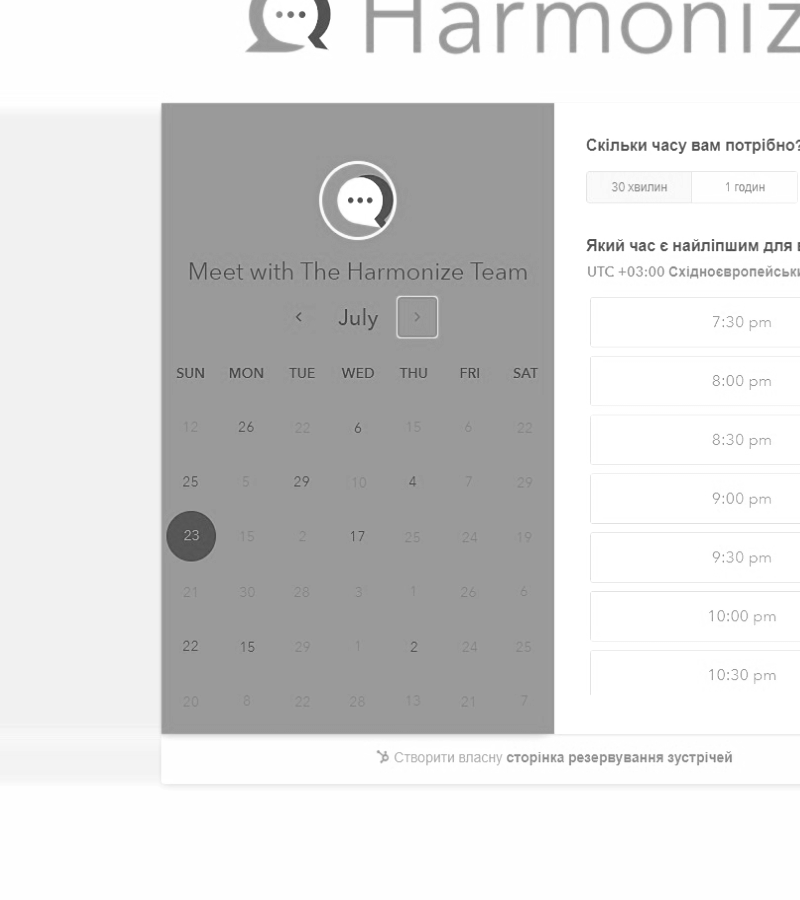 Harmoniz
Скільки часу вам потрібно?
30 хвилин 1 годин
Meet with The Harmonize Team
Який час є найліпшим для
UTC +03:00 Східноєвропейськи
July
7:30 pm
SUN MON TUE WED THU FRI SAT
8:00 pm
12 26 22 6 15 6 22
8:30 pm
25 5 29 10 4 7 29
9:00 pm
23 15 2 17 25 24 19
9:30 pm
21 30 28 3 1 26 6
10:00 pm
22 15 29 1 2 24 25
10:30 pm
20 8 22 28 13 21 7
Створити власну сторінка резервування зустрічей